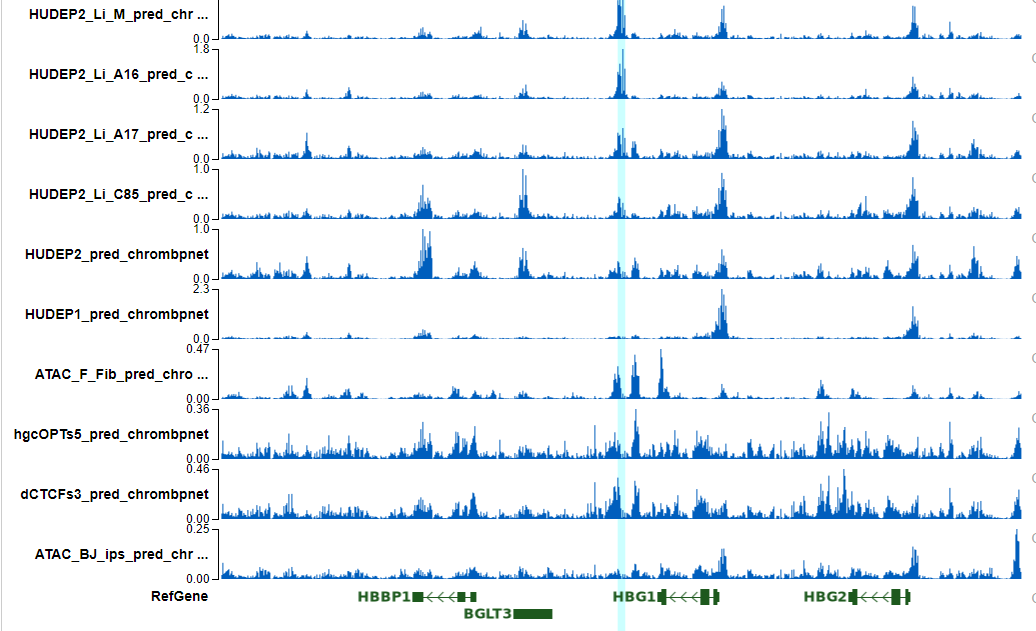 HUDEP2_Li_M_pred_chr ...
0.0
1.8
HUDEP2_Li_A16_pred_c ...
0.0
1.2
HUDEP2_Li_A17_pred_c ...
0.0
1.0
HUDEP2_Li_C85_pred_c ...
0.0
1.0
HUDEP2_pred_chrombpnet
0.0
2.3
HUDEP1_pred_chrombpnet
0.0
0.47
ATAC_F_Fib_pred_chro ...
0.00
0.36
hgcOPTs5_pred_chrombpnet
0.00
0.46
dCTCFs3_pred_chrombpnet
0.00
0.25
ATAC_BJ_ips_pred_chr ...
0.00
RefGene HBBP1 HBG1 HBG2
BGLT3